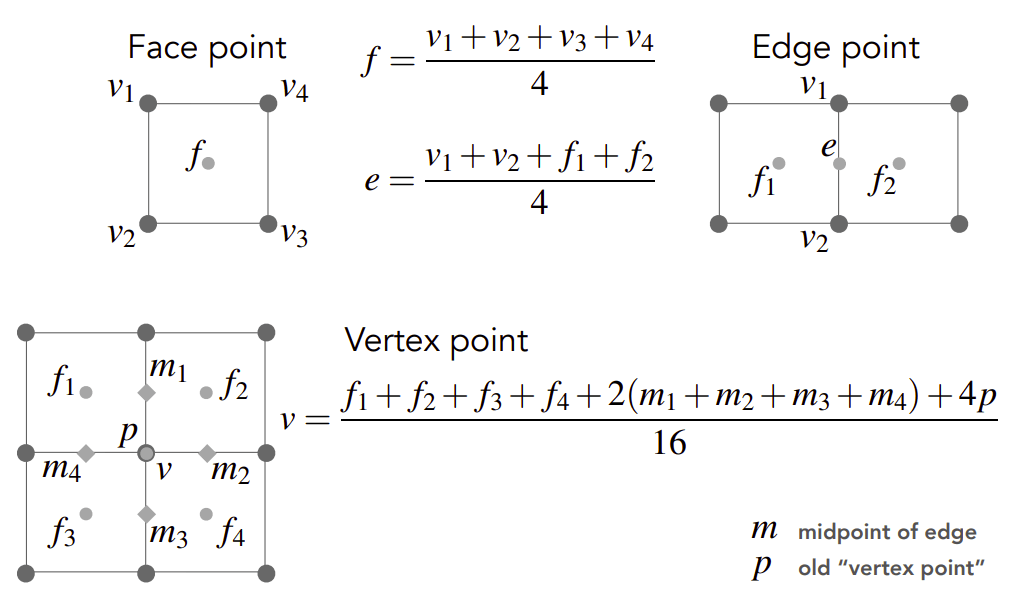 Face point
v₁
v₄
f
v₂
v₃
f = (v₁ + v₂ + v₃ + v₄) / 4
e = (v₁ + v₂ + f₁ + f₂) / 4
Edge point
v₁
e
f₁
f₂
v₂
f₁
m₁
f₂
p
m₄
v
m₂
f₃
m₃
f₄
Vertex point
v = (f₁ + f₂ + f₃ + f₄ + 2(m₁ + m₂ + m₃ + m₄) + 4p) / 16
m midpoint of edge
p old “vertex point”